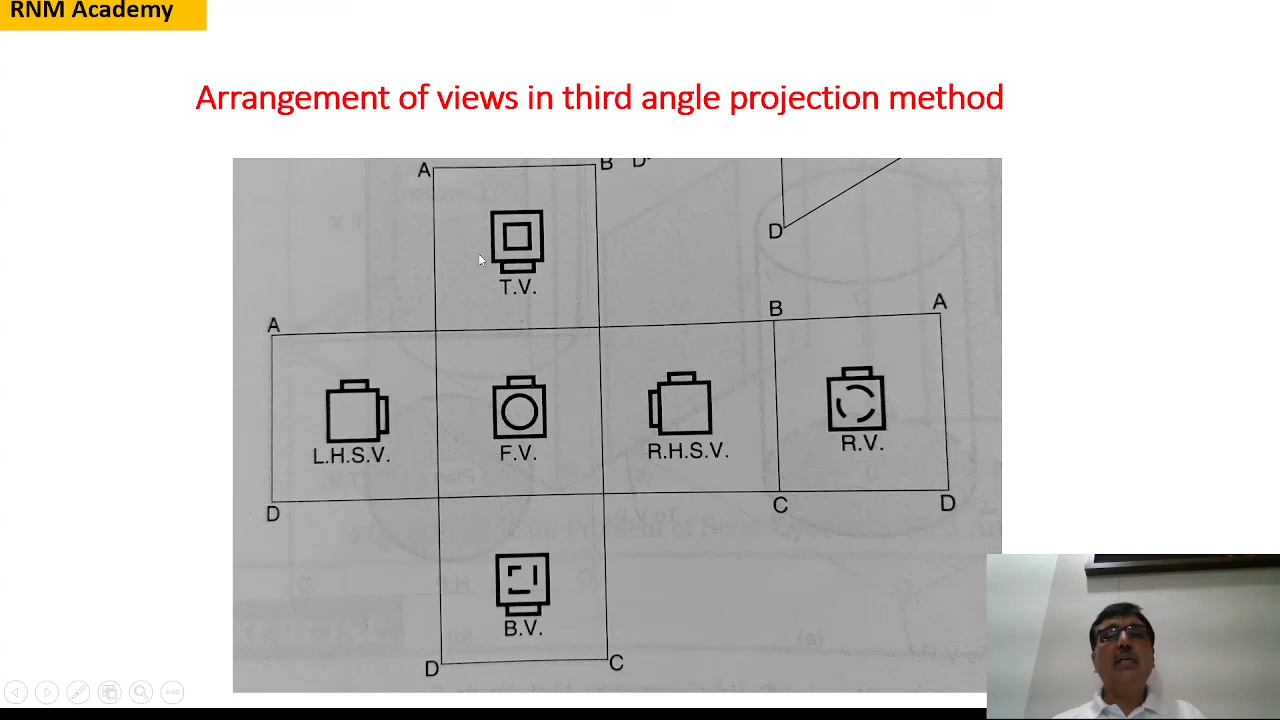 RNM Academy
Arrangement of views in third angle projection method
A
B
D
D
T.V.
A
B
A
L.H.S.V.
F.V.
R.H.S.V.
R.V.
D
C
D
B.V.
D
C